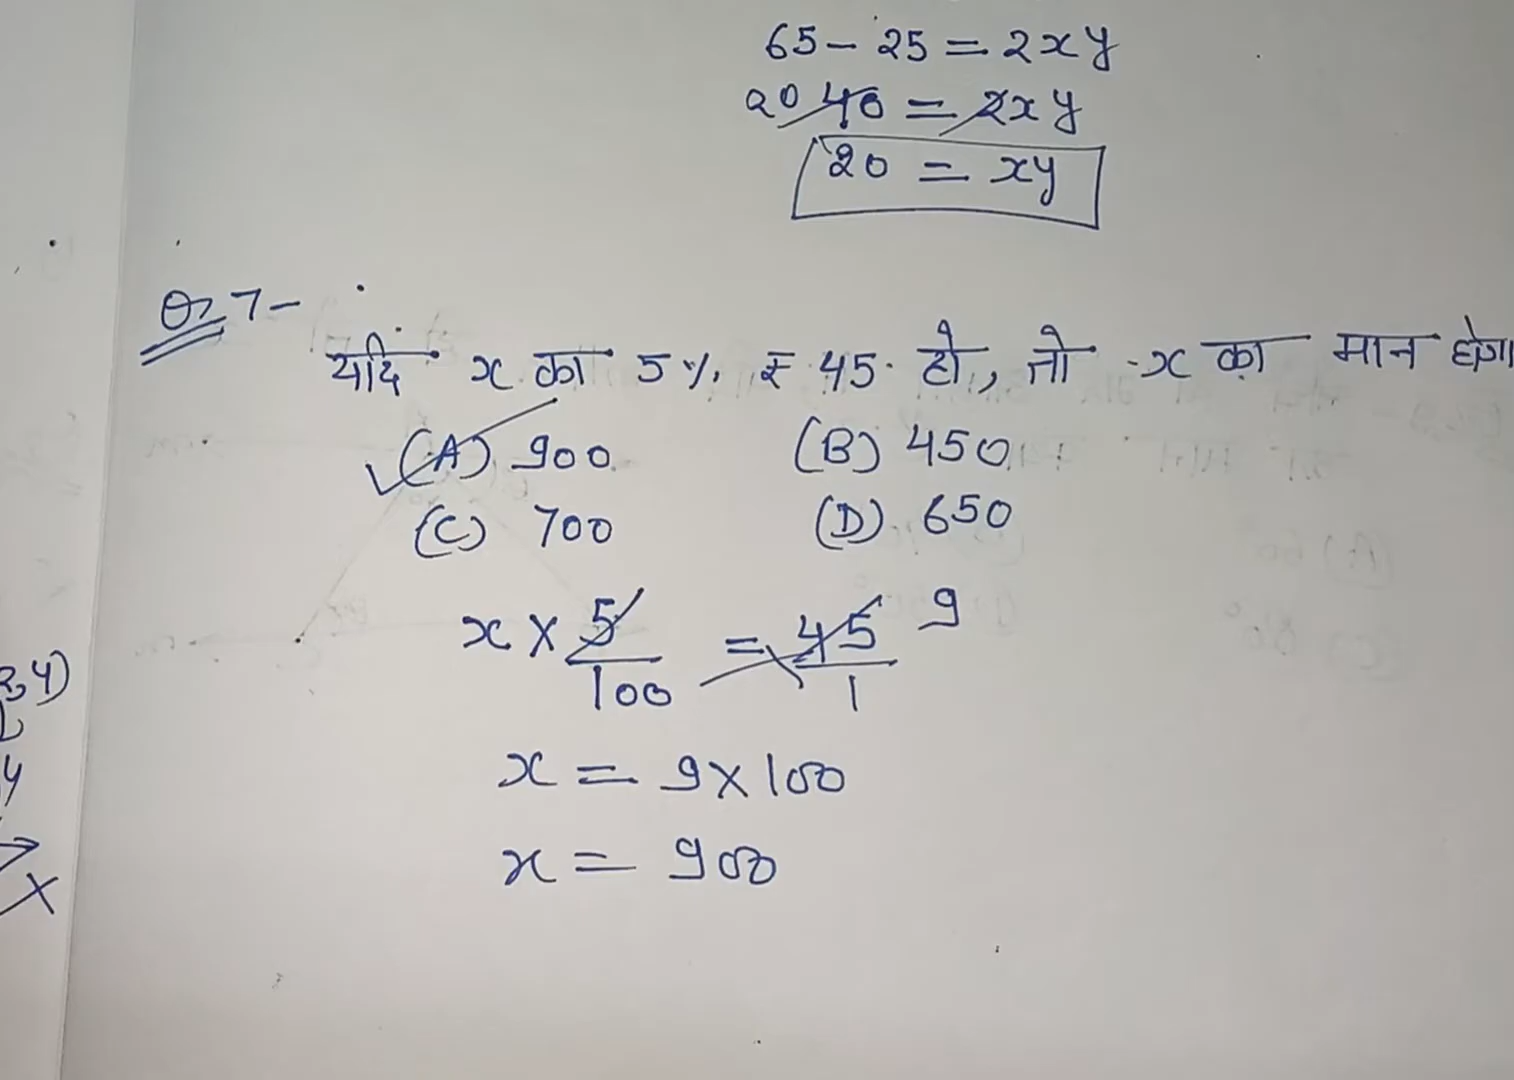 65 - 25 = 2xy
20 40 = 2xy
20 = xy
Q.7-
यदि x का 5% ₹ 45 हो, तो x का मान होगा
(A) 900 (B) 450
(C) 700 (D) 650
x × 5/100 = 45/1 9
x = 9 × 100
x = 900